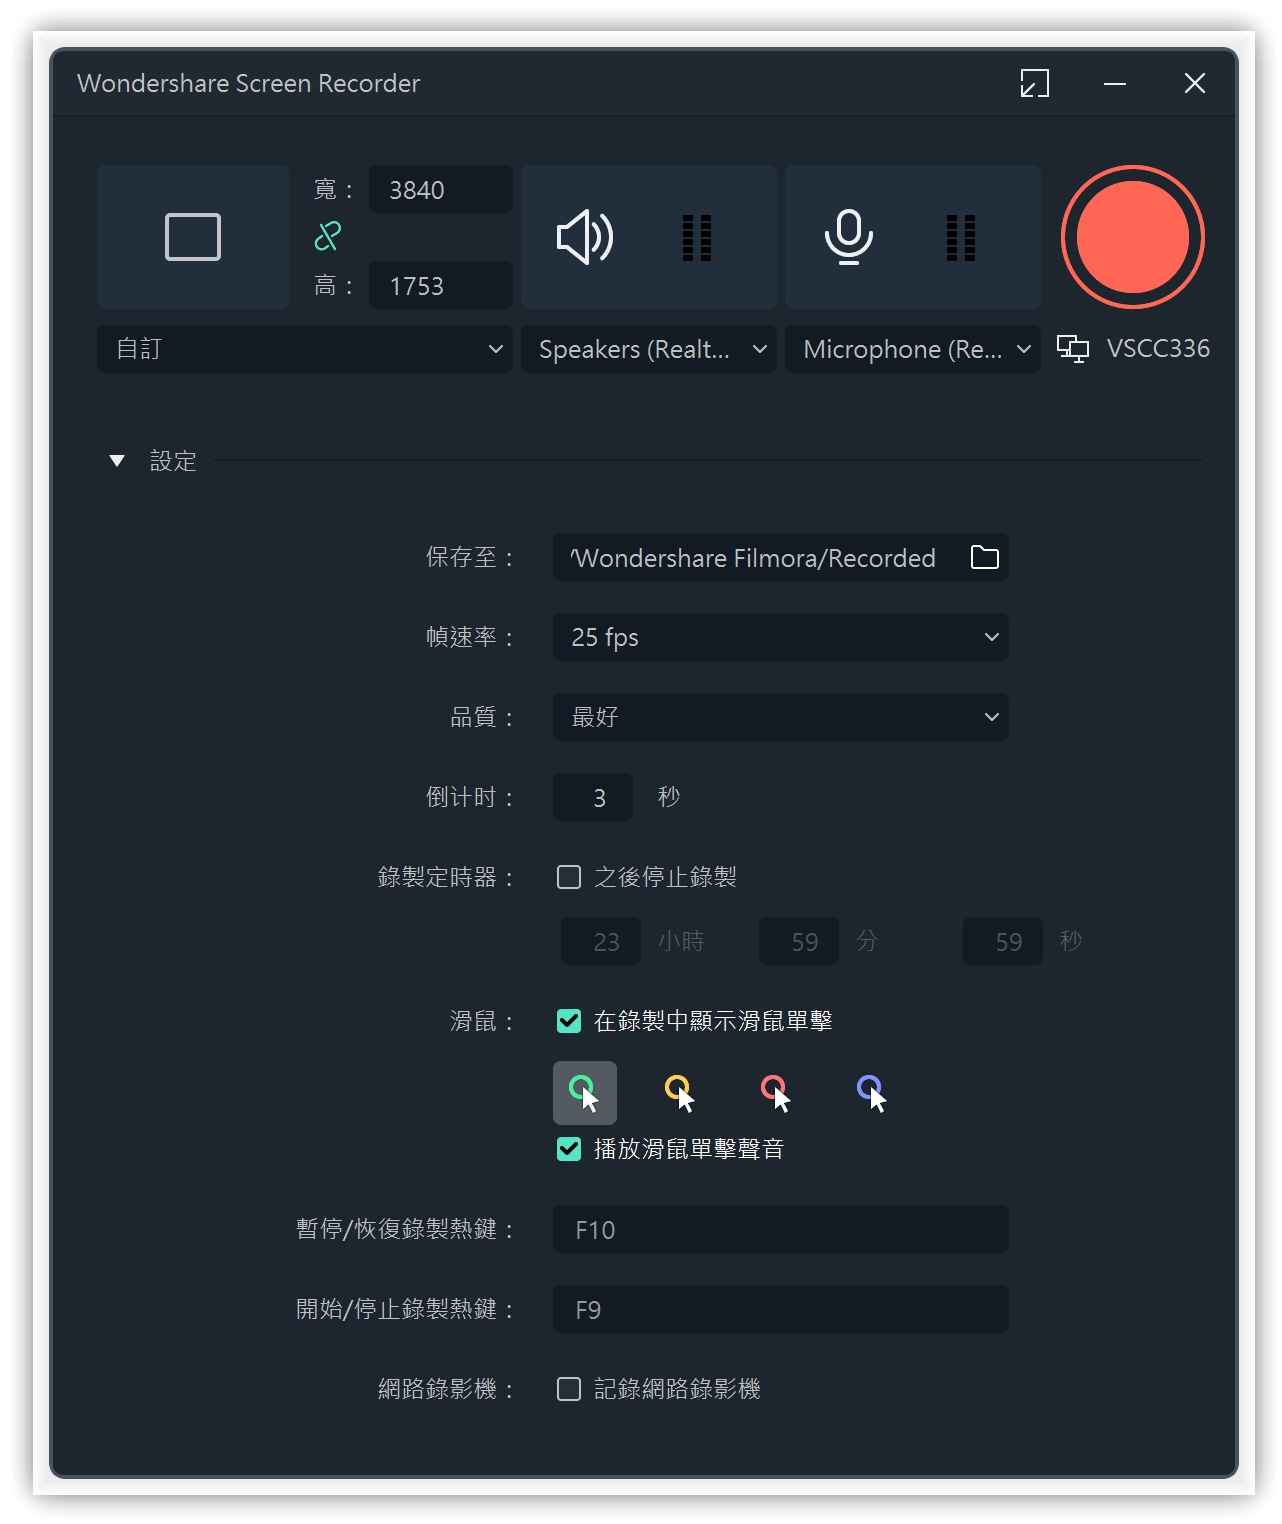 Wondershare Screen Recorder
寬： 3840
高： 1753
自訂 Speakers (Realt... Microphone (Re... VSCC336
設定
保存至： /Wondershare Filmora/Recorded
幀速率： 25 fps
品質： 最好
倒计时： 3 秒
錄製定時器： 之後停止錄製
23 小時 59 分 59 秒
滑鼠： 在錄製中顯示滑鼠單擊
播放滑鼠單擊聲音
暫停/恢復錄製熱鍵： F10
開始/停止錄製熱鍵： F9
網路錄影機： 記錄網路錄影機